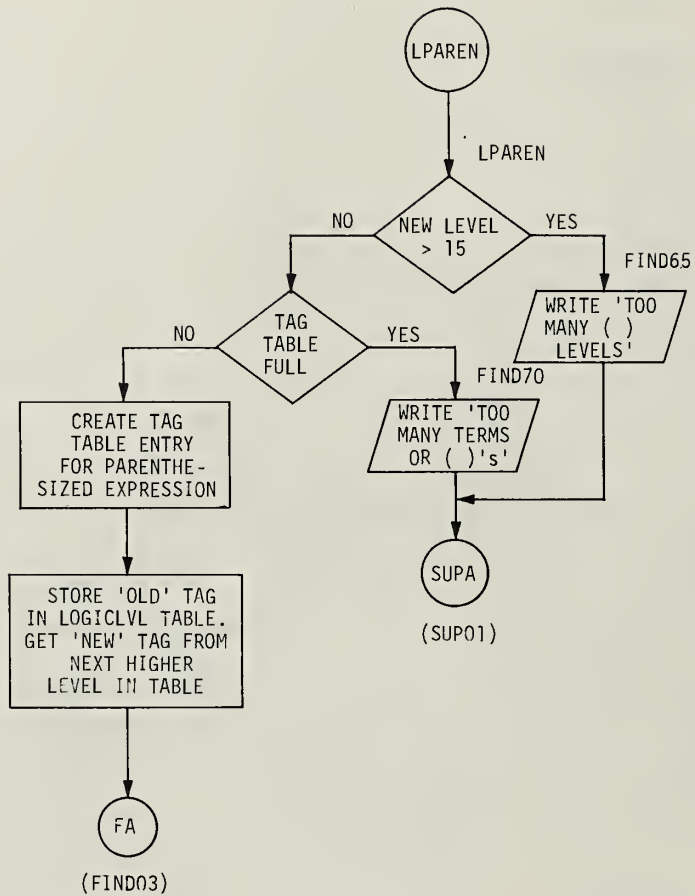 LPAREN
LPAREN
NEW LEVEL
> 15
NO
YES
FIND65
WRITE 'TOO
MANY ( )
LEVELS'
TAG
TABLE
FULL
NO
YES
FIND70
WRITE 'TOO
MANY TERMS
OR ( )'s'
CREATE TAG
TABLE ENTRY
FOR PARENTHE-
SIZED EXPRESSION
SUPA
(SUP01)
STORE 'OLD' TAG
IN LOGICLVL TABLE.
GET 'NEW' TAG FROM
NEXT HIGHER
LEVEL IN TABLE
FA
(FIND03)